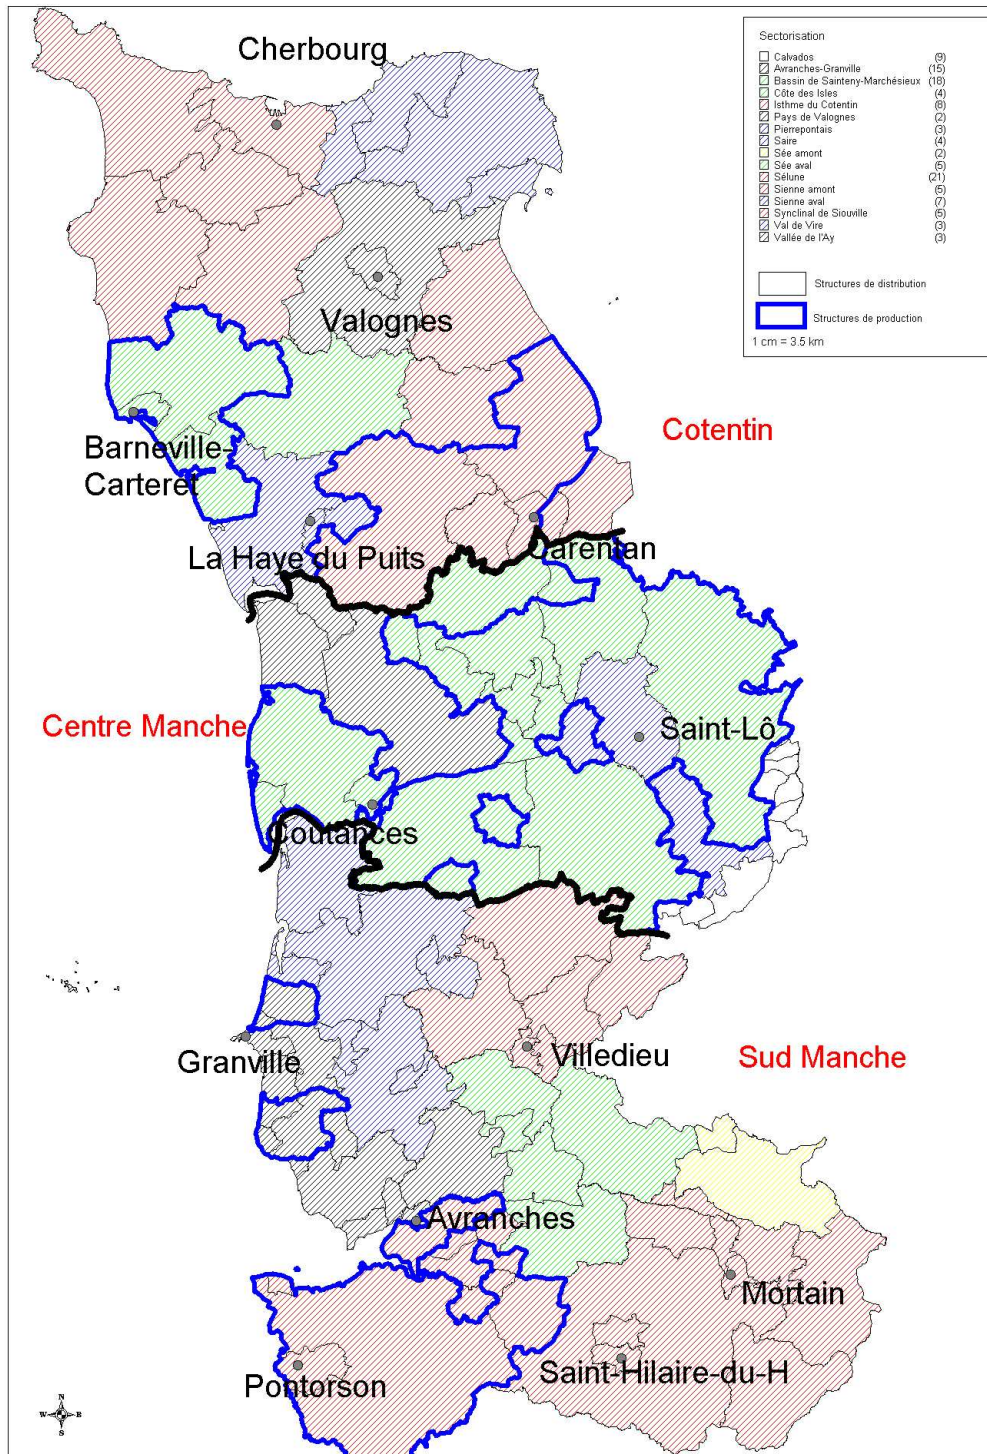 Cherbourg
Sectorisation
Calvados (9)
Avranches-Granville (15)
Bassin de Sainteny-Marchésieux (18)
Côte des Isles (4)
Isthme du Cotentin (8)
Pays de Valognes (2)
Pierrepontais (3)
Saire (4)
Sée amont (2)
Sée aval (5)
Sélune (21)
Sienne amont (5)
Sienne aval (7)
Synclinal de Siouville (5)
Val de Vire (3)
Vallée de l'Ay (3)
Structures de distribution
Structures de production
1 cm = 3.5 km
Valognes
Cotentin
Barneville-
Carteret
La Haye du Puits
Carentan
Centre Manche
Saint-Lô
Coutances
Granville
Villedieu
Sud Manche
Avranches
Mortain
Saint-Hilaire-du-H
Pontorson
N
W E
S